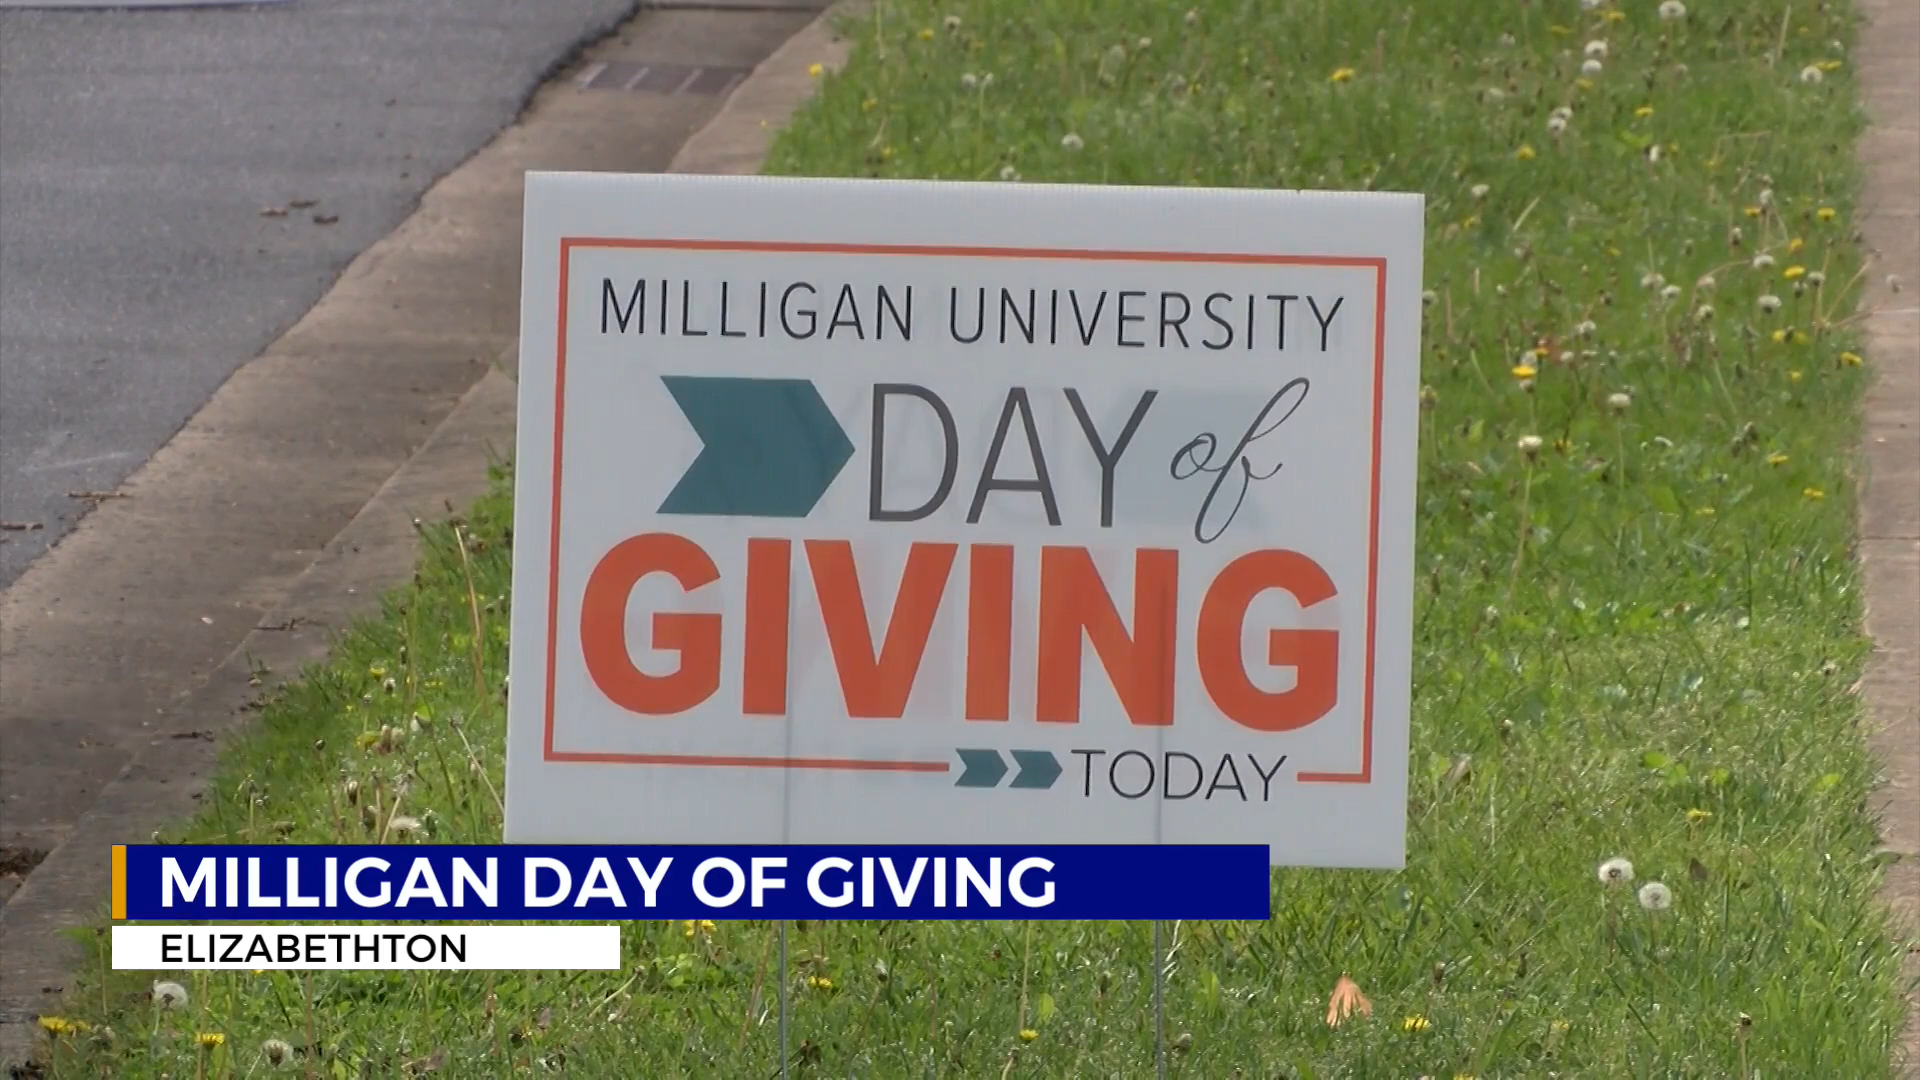 MILLIGAN UNIVERSITY
DAY of
GIVING
TODAY
MILLIGAN DAY OF GIVING
ELIZABETHTON